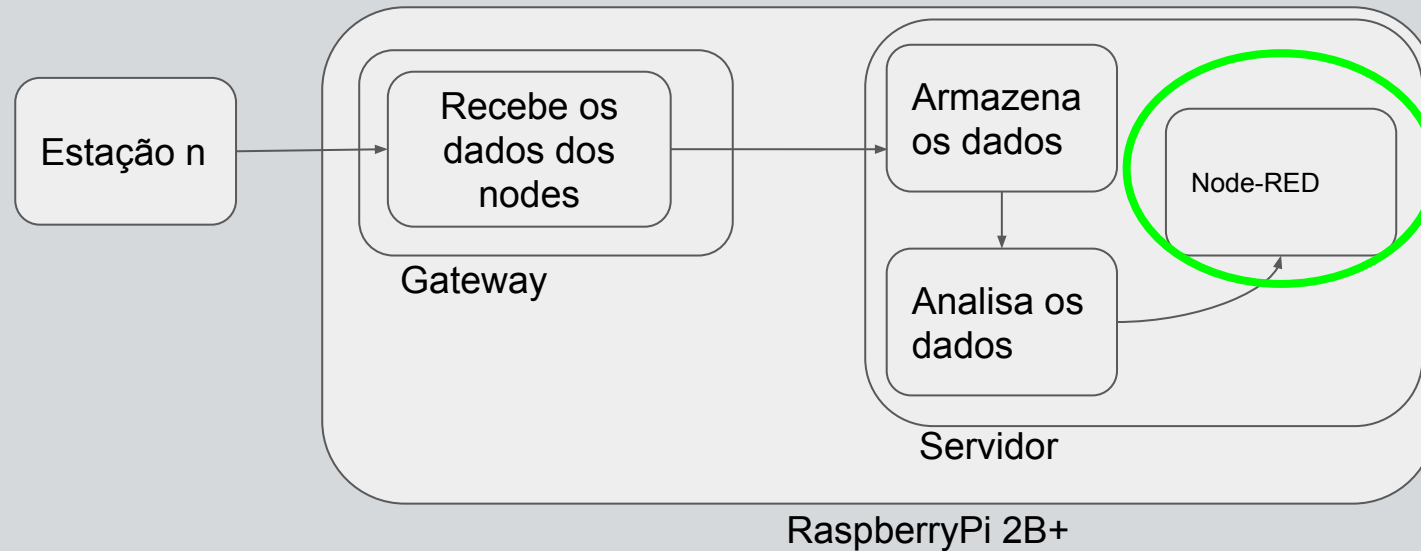 Estação n
Recebe os
dados dos
nodes
Gateway
Armazena
os dados
Node-RED
Analisa os
dados
Servidor
RaspberryPi 2B+